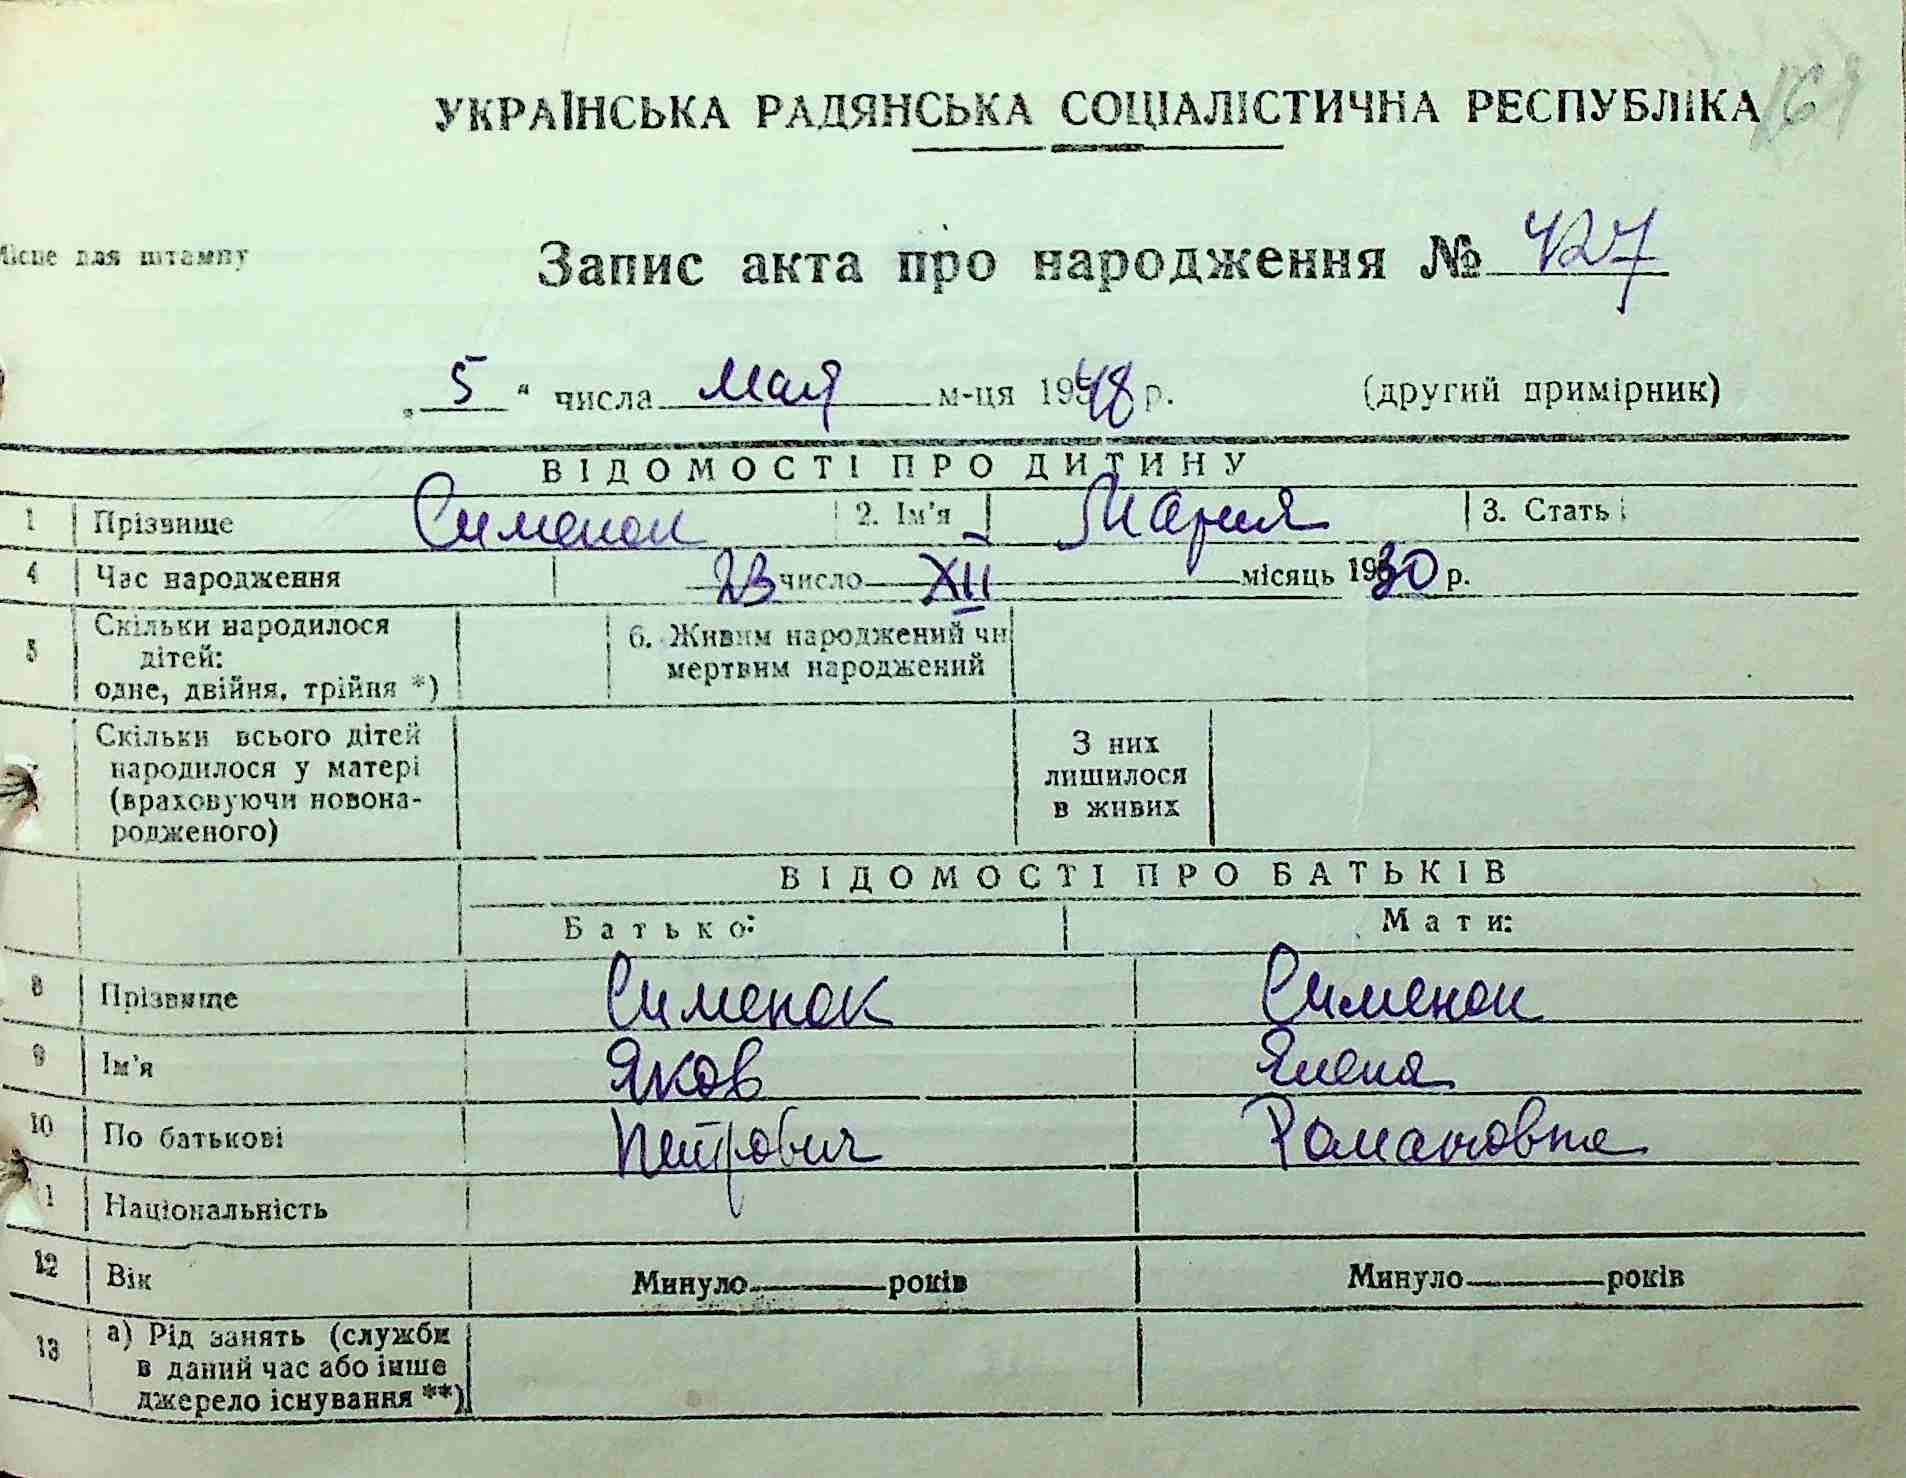 УКРАЇНСЬКА РАДЯНСЬКА СОЦІАЛІСТИЧНА РЕСПУБЛІКА
Місце для штампу
Запис акта про народження № 427
„ 5 “ числа мая м-ця 1948 р. (другий примірник)
ВІДОМОСТІ ПРО ДИТИНУ
1 Прізвище Сименок 2. Ім'я Мария 3. Стать
4 Час народження 23 число XII місяць 1930 р.
5 Скільки народилося дітей: одне, двійня, трійня *) 6. Живим народжений чи мертвим народжений
Скільки всього дітей народилося у матері (враховуючи новонародженого) З них лишилося в живих
ВІДОМОСТІ ПРО БАТЬКІВ
Батько: Мати:
8 Прізвище Сименок Сименок
9 Ім'я Яков Елена
10 По батькові Петрович Романовна
1 Національність
12 Вік Минуло років Минуло років
13 а) Рід занять (служби в даний час або інше джерело існування **)